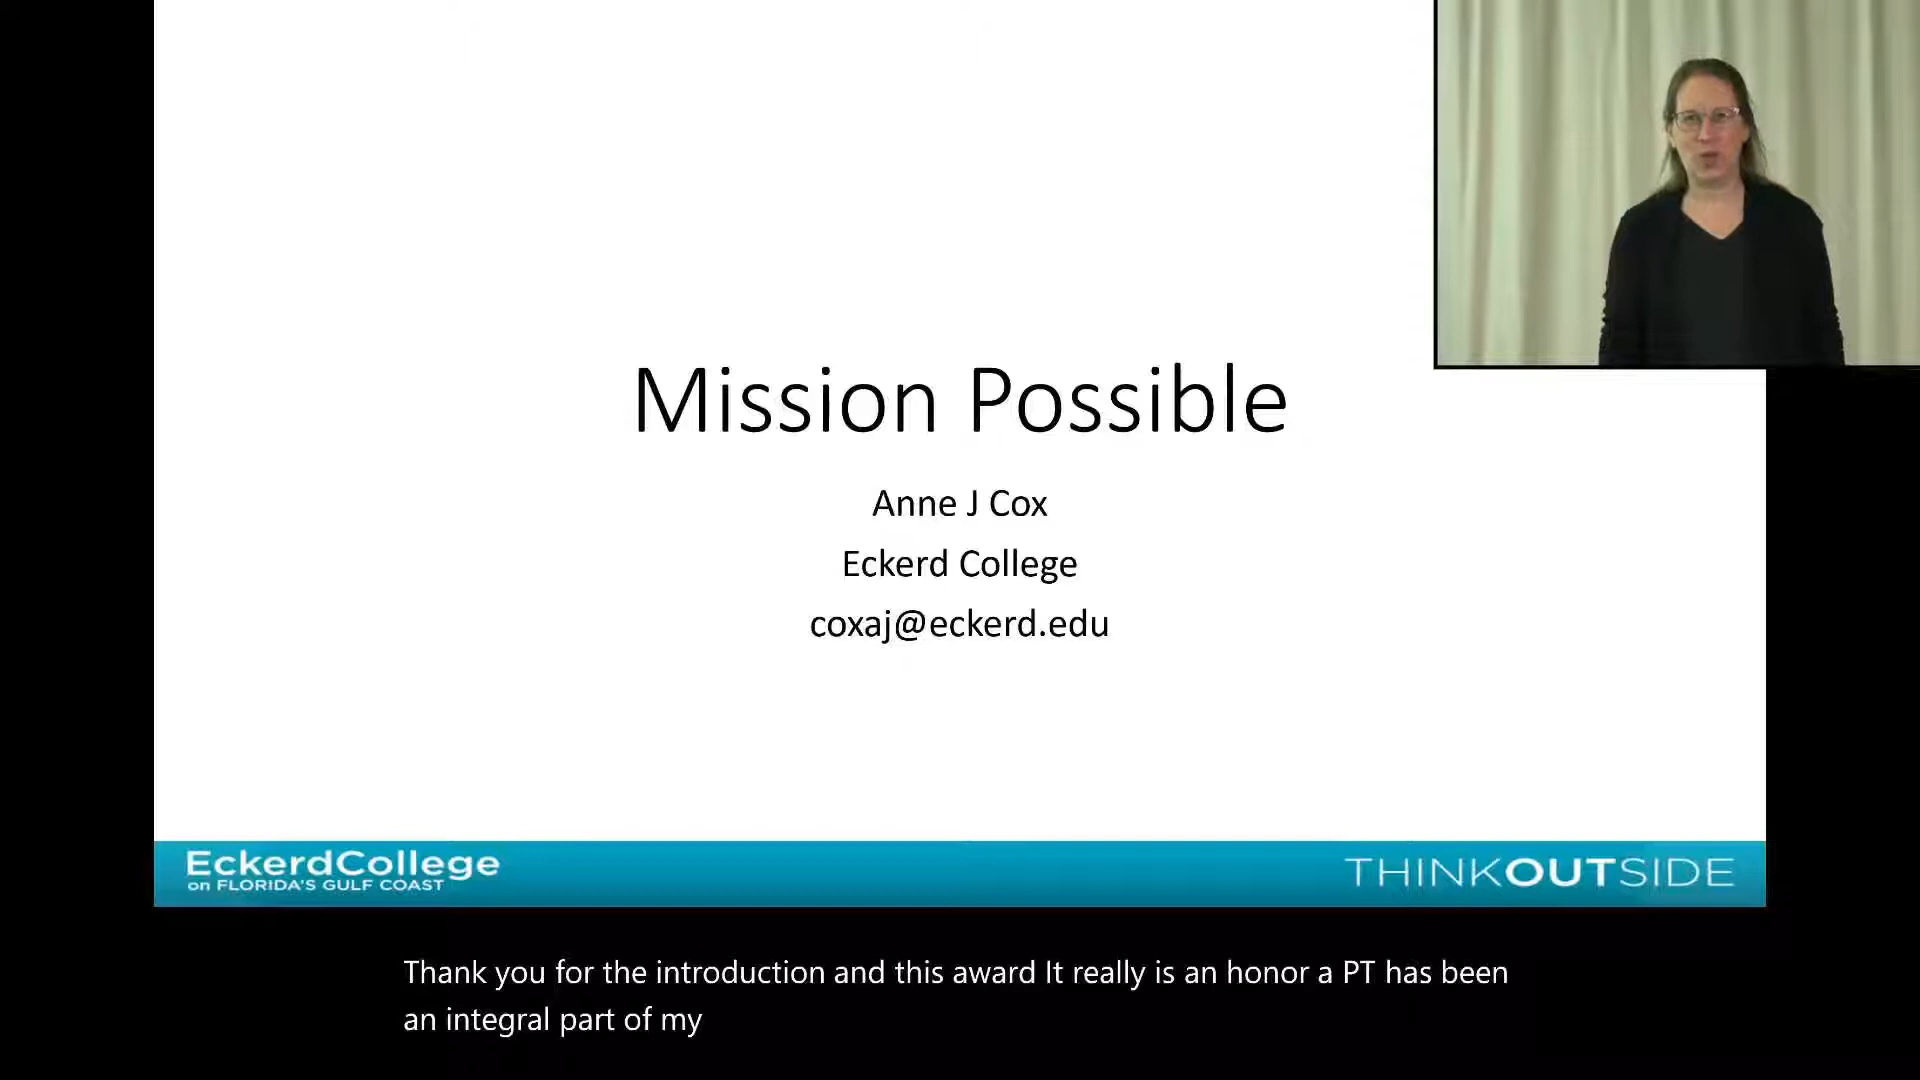 Mission Possible
Anne J Cox
Eckerd College
coxaj@eckerd.edu
EckerdCollege
on FLORIDA'S GULF COAST
THINKOUTSIDE
Thank you for the introduction and this award It really is an honor a PT has been
an integral part of my